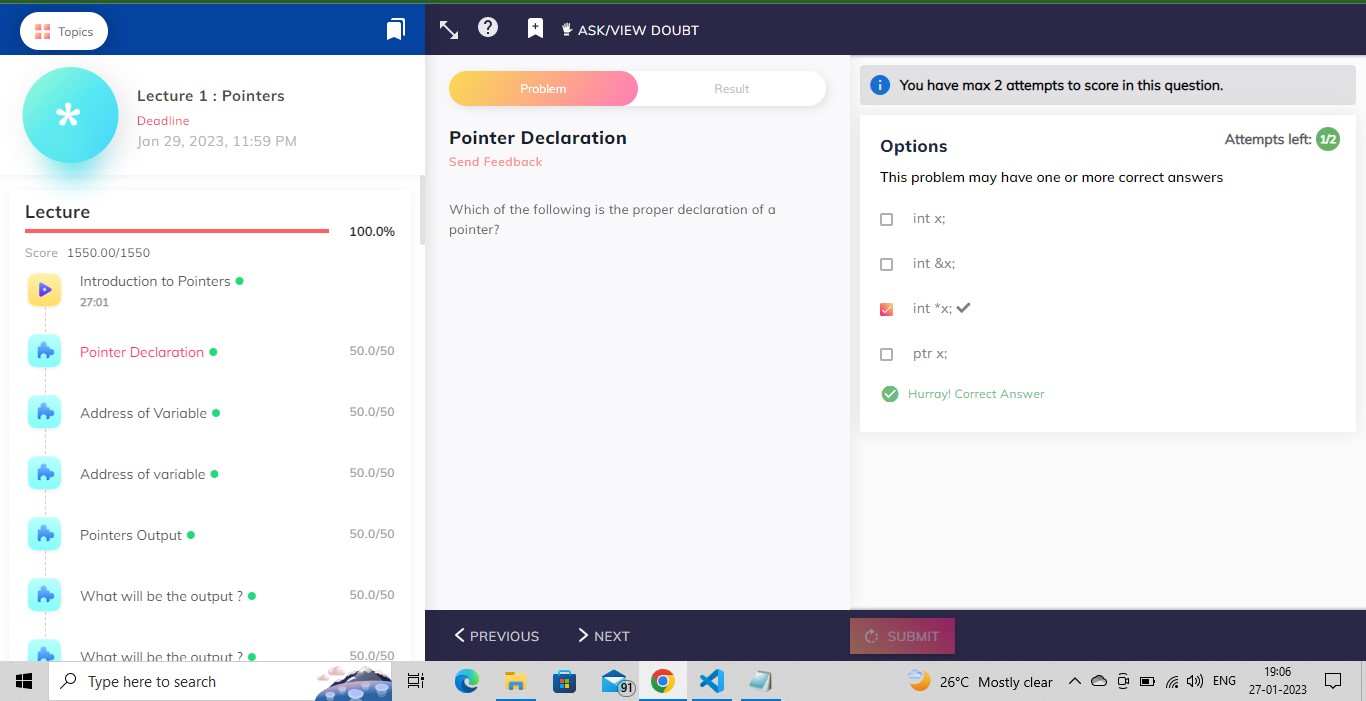 Topics
ASK/VIEW DOUBT
Lecture 1 : Pointers
Deadline
Jan 29, 2023, 11:59 PM
Lecture
100.0%
Score 1550.00/1550
Introduction to Pointers
27:01
Pointer Declaration 50.0/50
Address of Variable 50.0/50
Address of variable 50.0/50
Pointers Output 50.0/50
What will be the output ? 50.0/50
What will be the output ? 50.0/50
Problem Result
Pointer Declaration
Send Feedback
Which of the following is the proper declaration of a
pointer?
You have max 2 attempts to score in this question.
Options
Attempts left: 1/2
This problem may have one or more correct answers
int x;
int &x;
int *x;
ptr x;
Hurray! Correct Answer
PREVIOUS NEXT
SUBMIT
Type here to search
91
26°C Mostly clear
ENG
19:06
27-01-2023